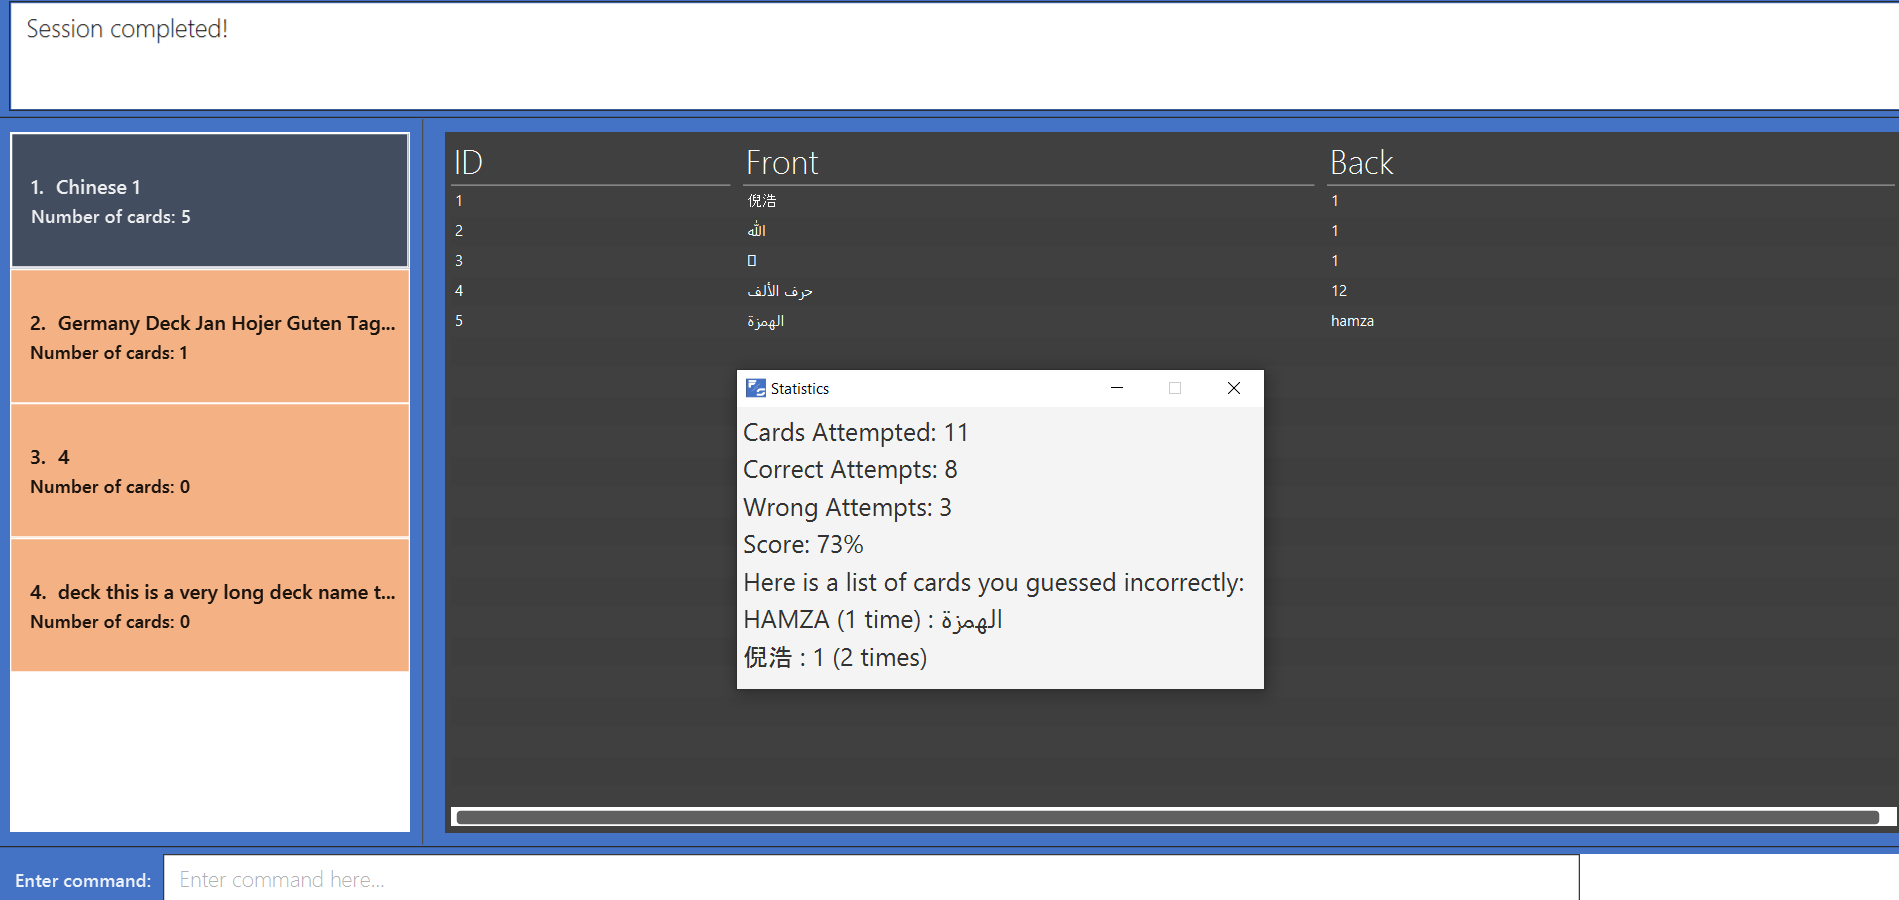 Session completed!
1. Chinese 1
Number of cards: 5
2. Germany Deck Jan Hojer Guten Tag...
Number of cards: 1
3. 4
Number of cards: 0
4. deck this is a very long deck name t...
Number of cards: 0
ID Front Back
1 倪浩 1
2 الله 1
3 1
4 حرف الألف 12
5 الهمزة hamza
Statistics
Cards Attempted: 11
Correct Attempts: 8
Wrong Attempts: 3
Score: 73%
Here is a list of cards you guessed incorrectly:
HAMZA (1 time) : الهمزة
倪浩 : 1 (2 times)
Enter command: Enter command here...